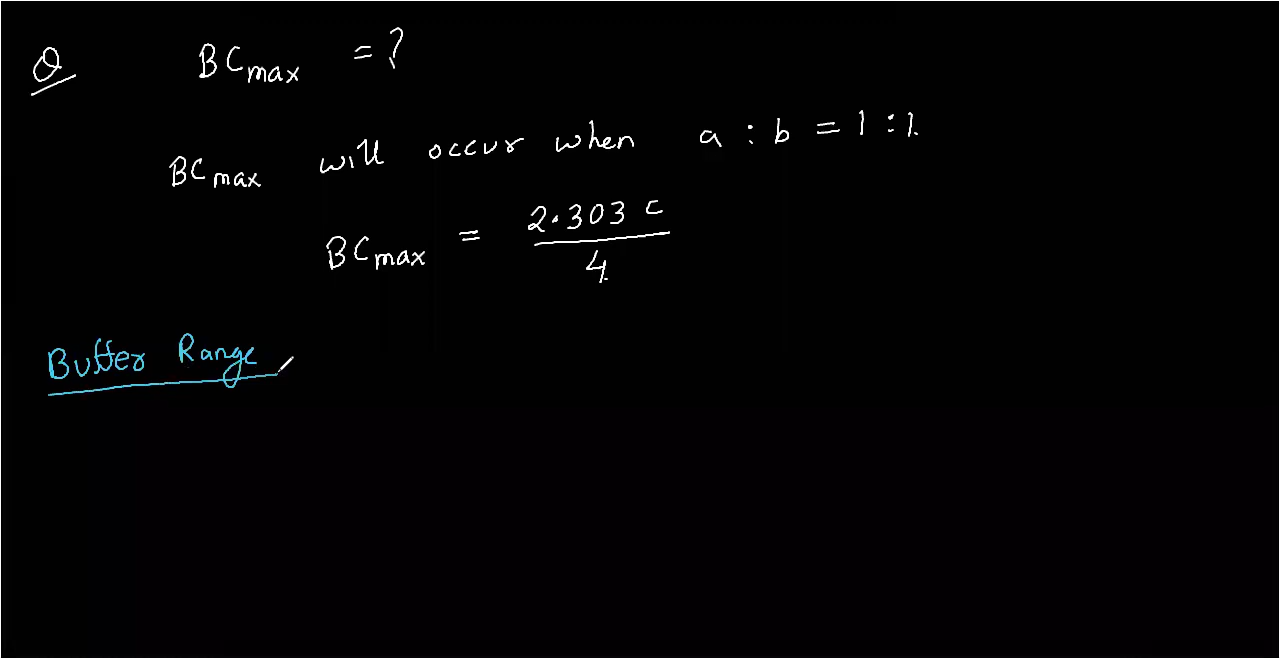 Q BCmax = ?
BCmax will occur when a : b = 1 : 1.
BCmax = 2.303 c / 4
Buffer Range